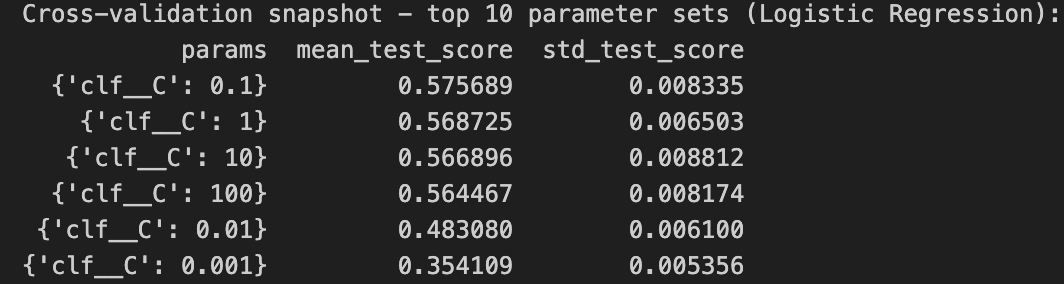 Cross-validation snapshot – top 10 parameter sets (Logistic Regression):
params mean_test_score std_test_score
{'clf__C': 0.1} 0.575689 0.008335
{'clf__C': 1} 0.568725 0.006503
{'clf__C': 10} 0.566896 0.008812
{'clf__C': 100} 0.564467 0.008174
{'clf__C': 0.01} 0.483080 0.006100
{'clf__C': 0.001} 0.354109 0.005356